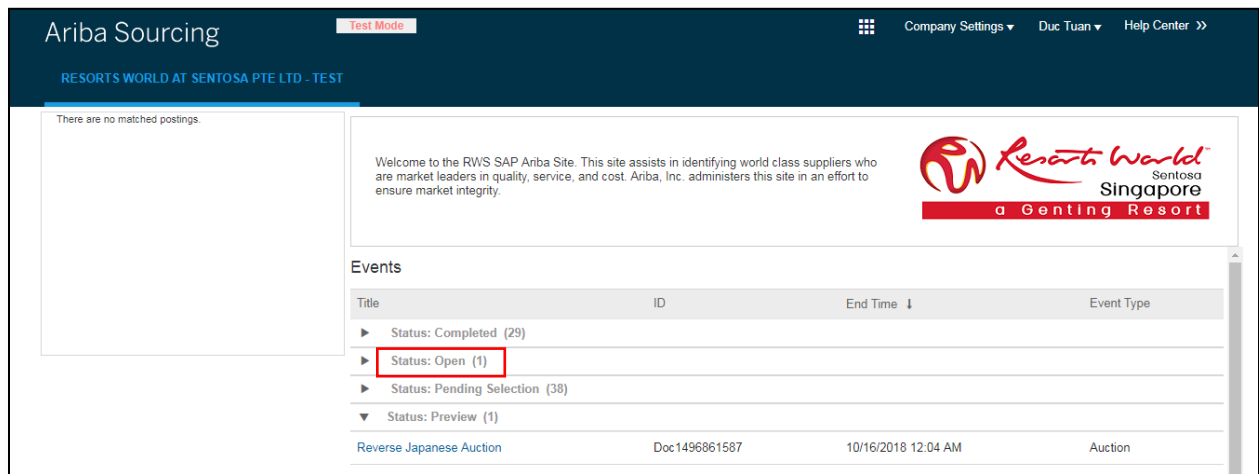 Ariba Sourcing
Test Mode
Company Settings ▾
Duc Tuan ▾
Help Center »
RESORTS WORLD AT SENTOSA PTE LTD - TEST
There are no matched postings.
Welcome to the RWS SAP Ariba Site. This site assists in identifying world class suppliers who
are market leaders in quality, service, and cost. Ariba, Inc. administers this site in an effort to
ensure market integrity.
Resorts World
Sentosa
Singapore
a Genting Resort
Events
Title ID End Time ↓ Event Type
► Status: Completed (29)
► Status: Open (1)
► Status: Pending Selection (38)
▼ Status: Preview (1)
Reverse Japanese Auction Doc1496861587 10/16/2018 12:04 AM Auction